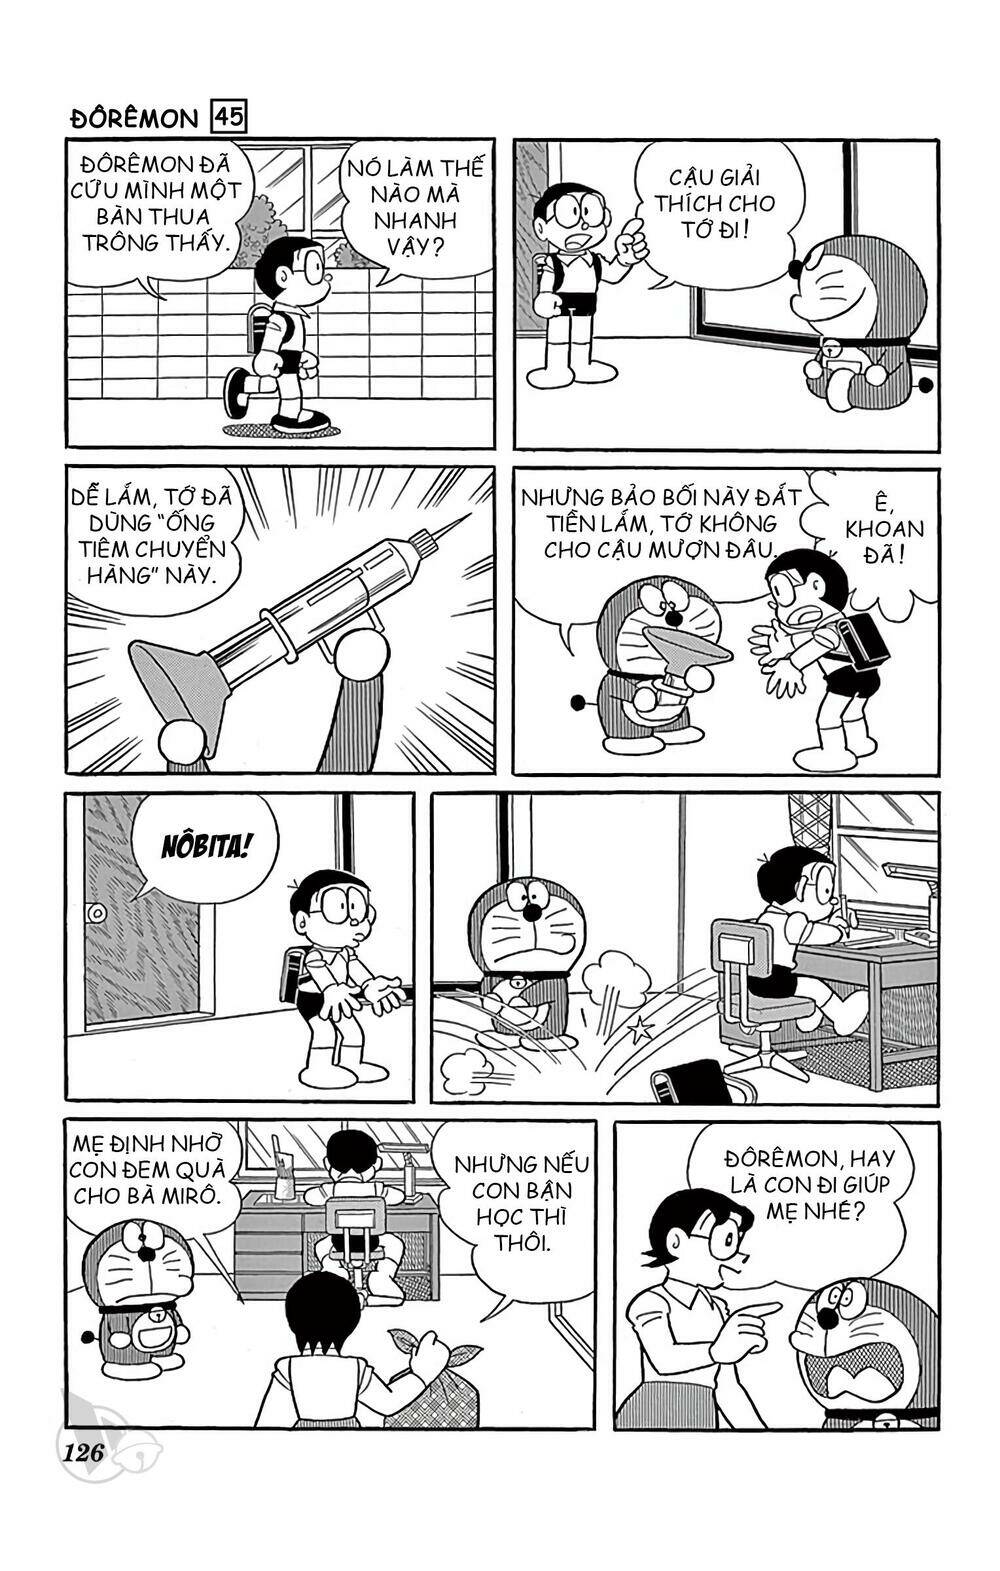 ĐÔRÊMON 45
ĐÔRÊMON ĐÃ
CỨU MÌNH MỘT
BÀN THUA
TRÔNG THẤY.
NÓ LÀM THẾ
NÀO MÀ
NHANH
VẬY?
CẬU GIẢI
THÍCH CHO
TỚ ĐI!
DỄ LẮM, TỚ ĐÃ
DÙNG “ỐNG
TIÊM CHUYỂN
HÀNG” NÀY.
NHƯNG BẢO BỐI NÀY ĐẮT
TIỀN LẮM, TỚ KHÔNG
CHO CẬU MƯỢN ĐÂU.
Ê,
KHOAN
ĐÃ!
NÔBITA!
MẸ ĐỊNH NHỜ
CON ĐEM QUÀ
CHO BÀ MIRÔ.
NHƯNG NẾU
CON BẬN
HỌC THÌ
THÔI.
ĐÔRÊMON, HAY
LÀ CON ĐI GIÚP
MẸ NHÉ?
126